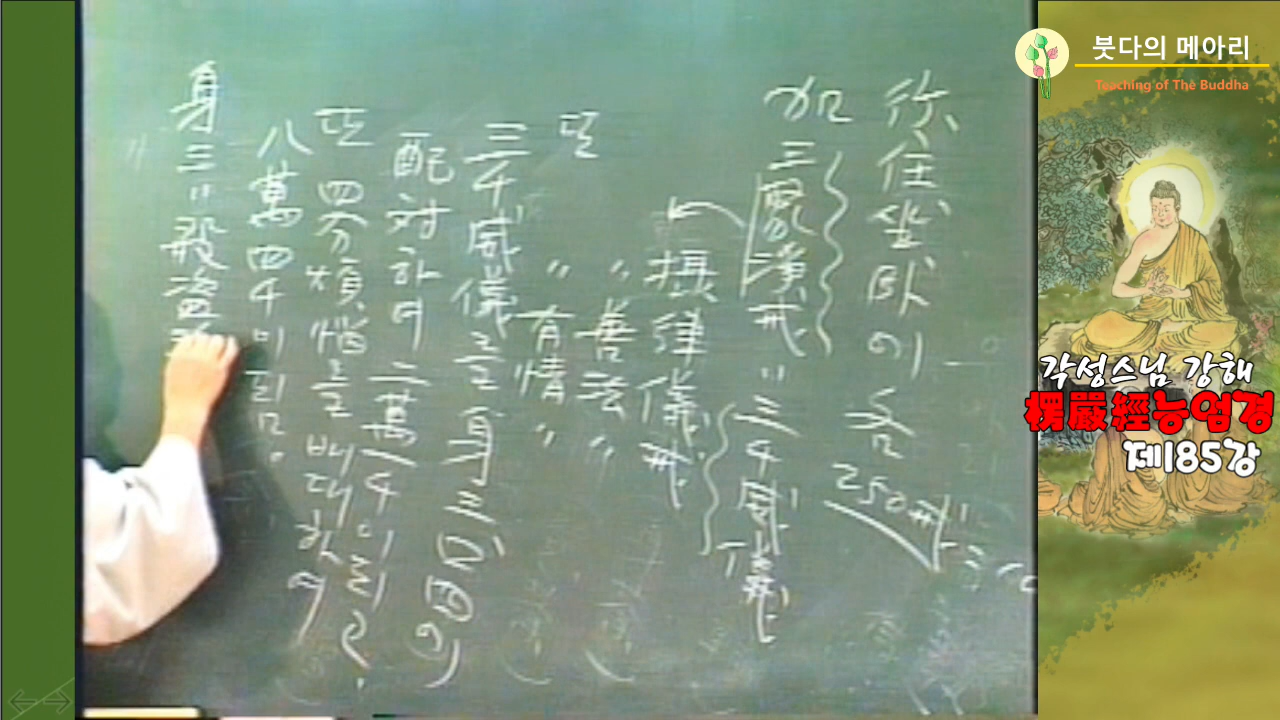 行、住、坐、臥、이 各 250戒
加 三聚淨戒 〃 三千威儀
攝律儀戒
〃 善法 〃
또 〃 有情 〃
三千威儀를 身三口四에
配対하여 二萬一千이 되고
또 四分煩惱를 배대하여
八萬四千이 됨.
身三〃 殺盜
붓다의 메아리
Teaching of The Buddha
각성스님 강해
楞嚴經능엄경
제185강